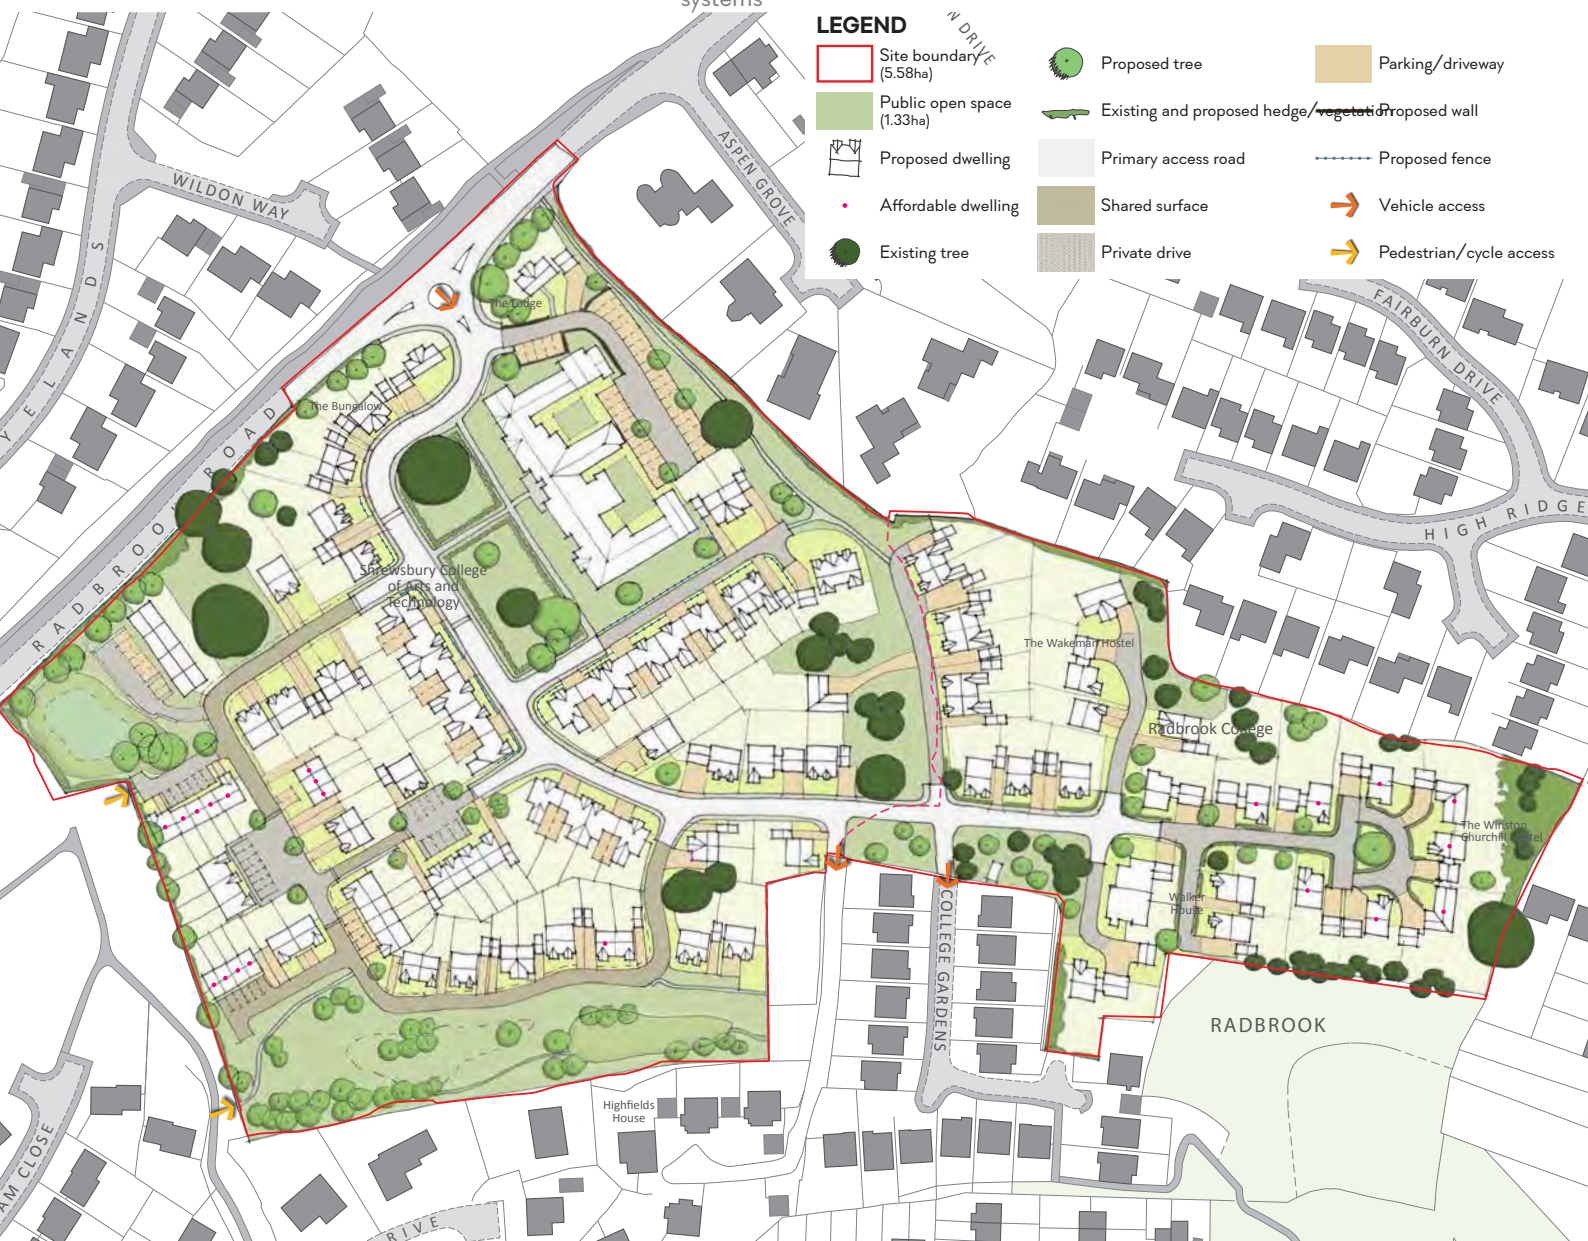 systems
LEGEND
Site boundary
(5.58ha)
Public open space
(1.33ha)
Proposed dwelling
Affordable dwelling
Existing tree
Proposed tree
Existing and proposed hedge/vegetation
Primary access road
Shared surface
Private drive
Parking/driveway
Proposed wall
Proposed fence
Vehicle access
Pedestrian/cycle access
N DRIVE
ASPEN GROVE
WILDON WAY
YELANDS
RADBROOK ROAD
FAIRBURN DRIVE
HIGH RIDGE
The Lodge
The Bungalow
Shrewsbury College
of Arts and
Technology
The Wakeman Hostel
Radbrook College
The Winston
Churchill Hostel
Walker
House
COLLEGE GARDENS
RADBROOK
Highfields
House
AM CLOSE
RIVE